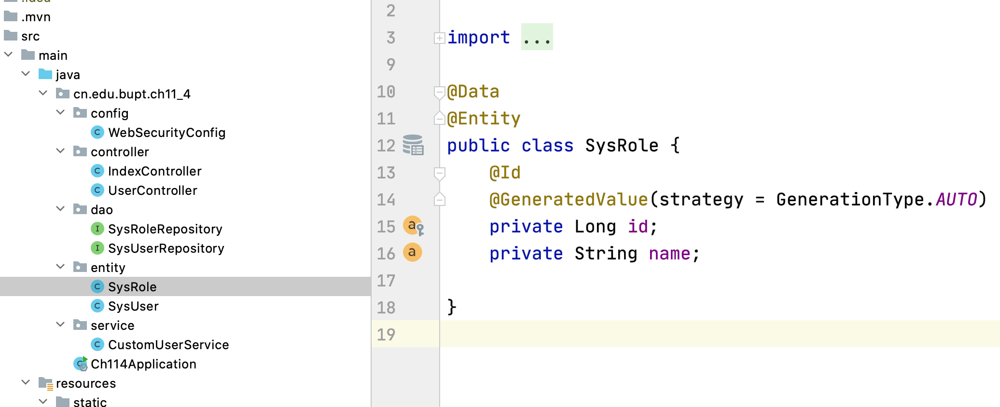 .idea
.mvn
src
main
java
cn.edu.bupt.ch11_4
config
WebSecurityConfig
controller
IndexController
UserController
dao
SysRoleRepository
SysUserRepository
entity
SysRole
SysUser
service
CustomUserService
Ch114Application
resources
static
2
3 import ...
9
10 @Data
11 @Entity
12 public class SysRole {
13 @Id
14 @GeneratedValue(strategy = GenerationType.AUTO)
15 private Long id;
16 private String name;
17
18 }
19